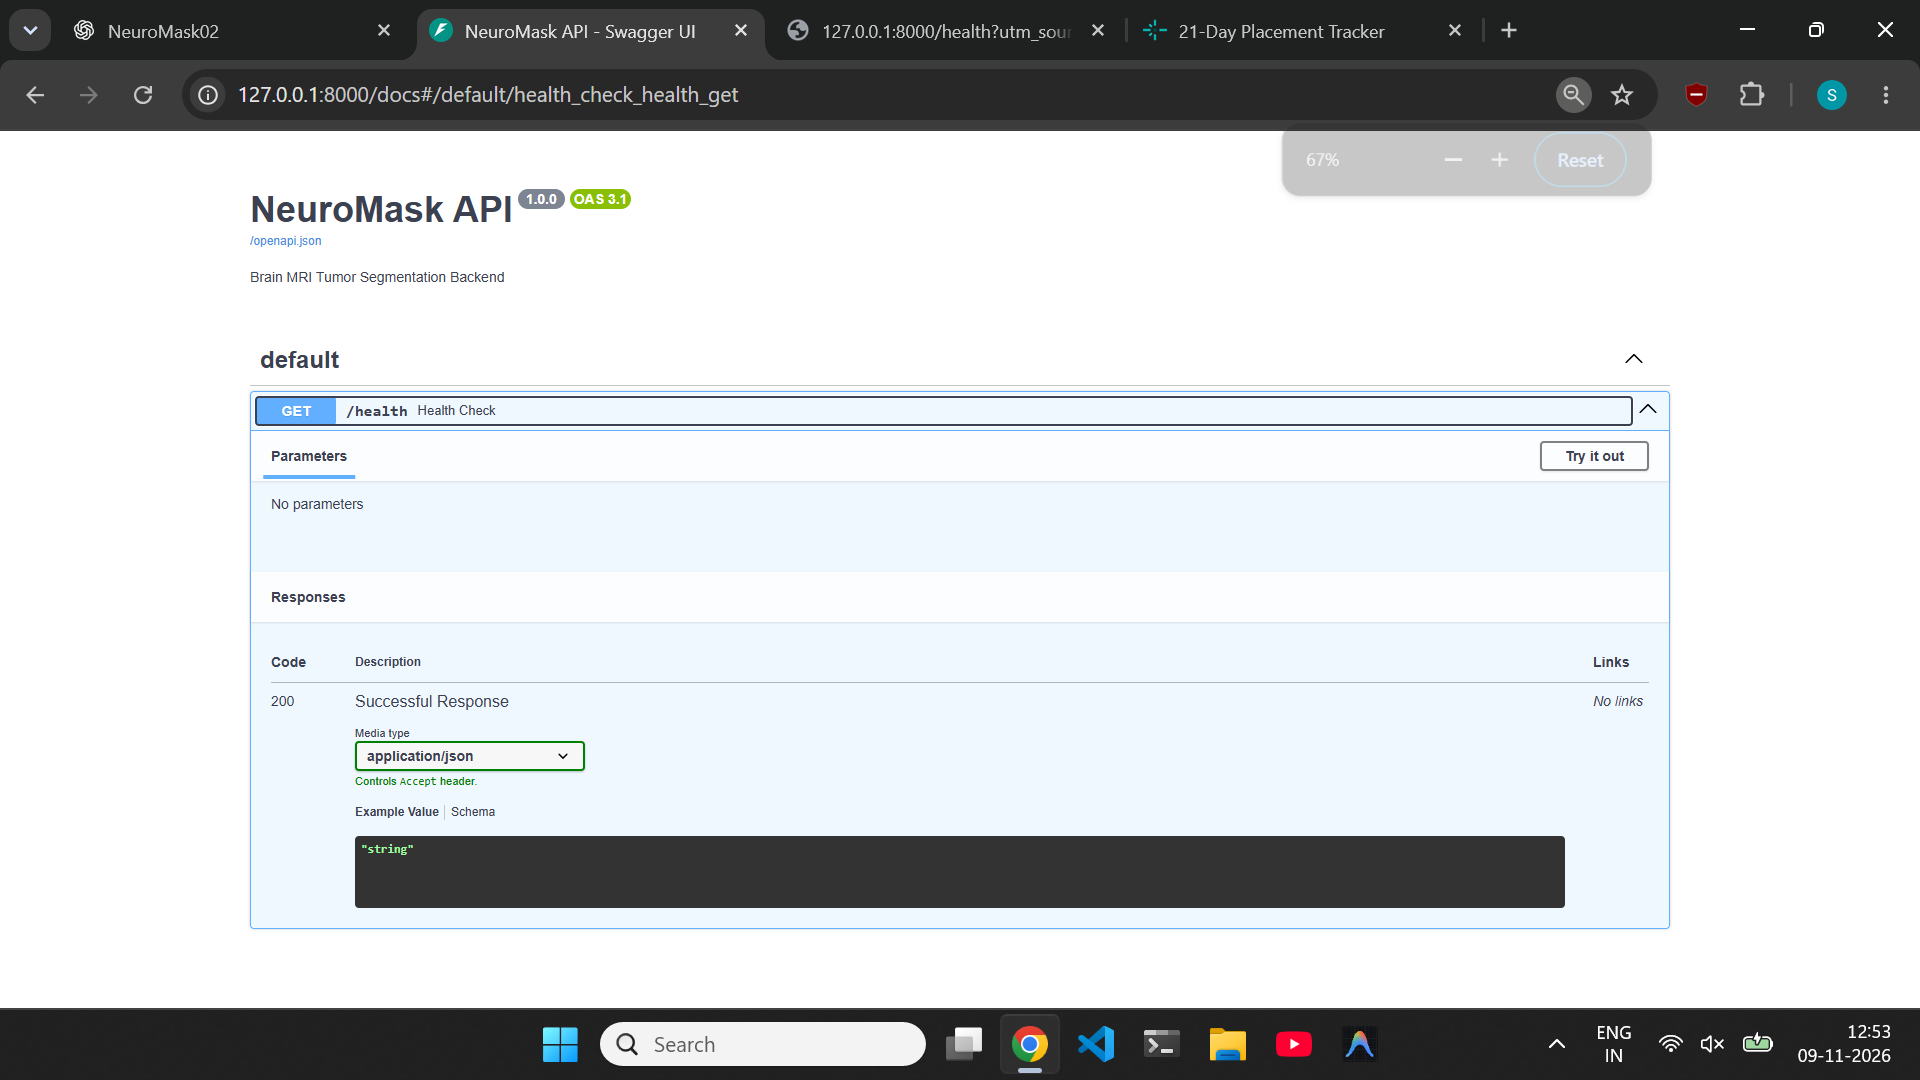 NeuroMask02
NeuroMask API - Swagger UI
127.0.0.1:8000/health?utm_sour
21-Day Placement Tracker
127.0.0.1:8000/docs#/default/health_check_health_get
S
67%
Reset
NeuroMask API 1.0.0 OAS 3.1
/openapi.json
Brain MRI Tumor Segmentation Backend
default
GET /health Health Check
Parameters
Try it out
No parameters
Responses
Code Description Links
200 Successful Response No links
Media type
application/json
Controls Accept header.
Example Value Schema
"string"
Search
ENG
IN
12:53
09-11-2026